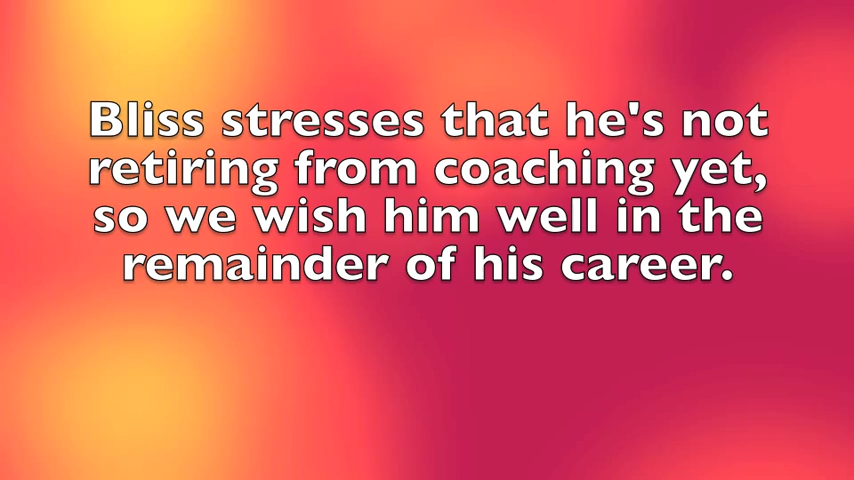 Bliss stresses that he's not
retiring from coaching yet,
so we wish him well in the
remainder of his career.